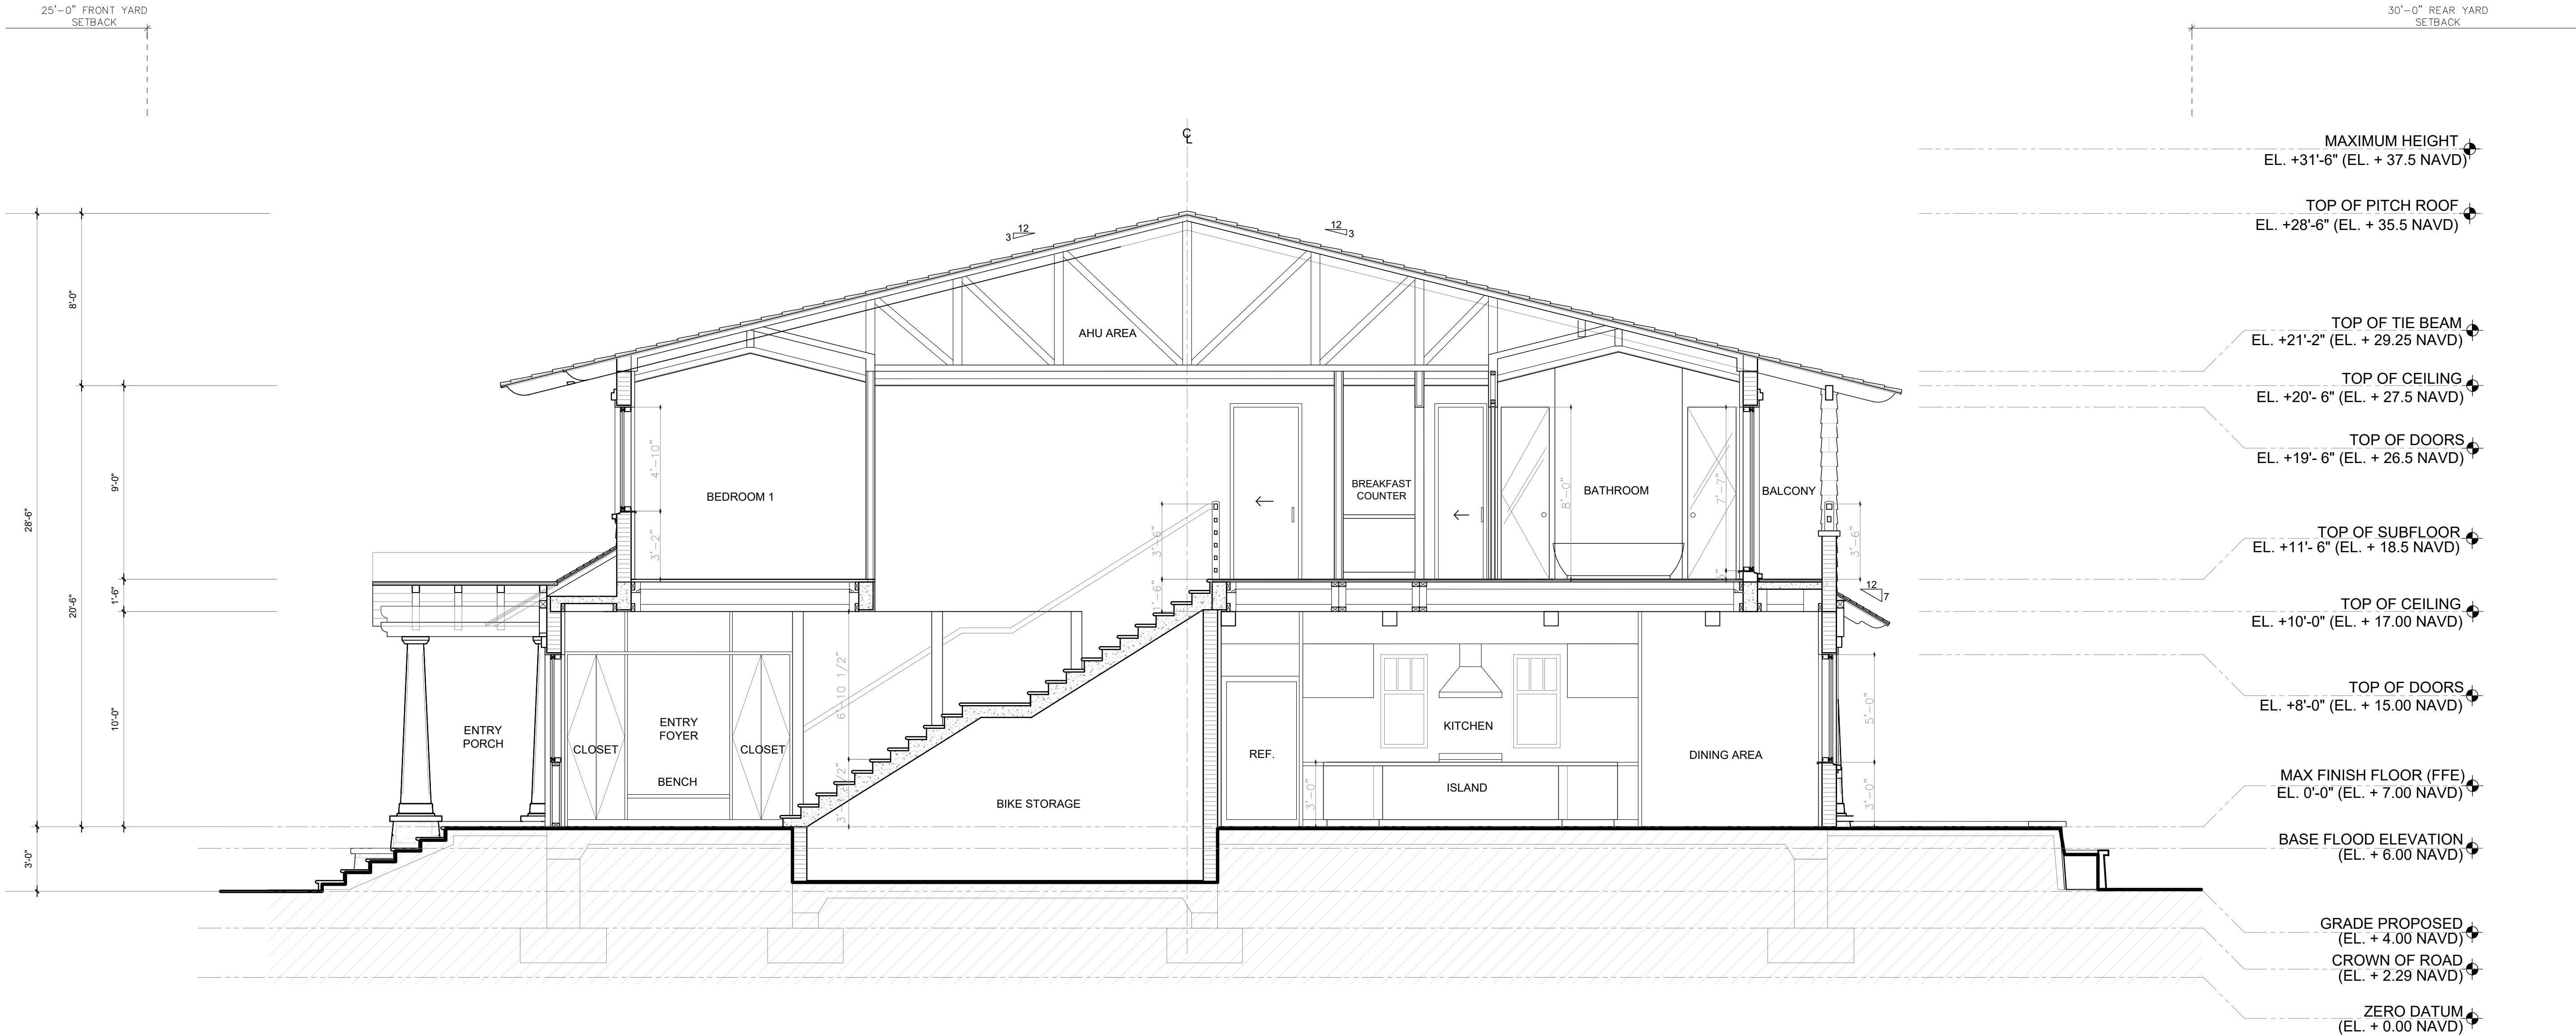 25'-0" FRONT YARD
SETBACK
30'-0" REAR YARD
SETBACK
℄
MAXIMUM HEIGHT
EL. +31'-6" (EL. + 37.5 NAVD)
TOP OF PITCH ROOF
EL. +28'-6" (EL. + 35.5 NAVD)
12
3
12
3
8'-0"
AHU AREA
TOP OF TIE BEAM
EL. +21'-2" (EL. + 29.25 NAVD)
TOP OF CEILING
EL. +20'- 6" (EL. + 27.5 NAVD)
TOP OF DOORS
EL. +19'- 6" (EL. + 26.5 NAVD)
9'-0"
4'-10"
BEDROOM 1
BREAKFAST
COUNTER
8'-0"
BATHROOM
7'-7"
BALCONY
28'-6"
3'-2"
3'-6"
3'-6"
TOP OF SUBFLOOR
EL. +11'- 6" (EL. + 18.5 NAVD)
1'-6"
1'-6"
12
7
20'-6"
TOP OF CEILING
EL. +10'-0" (EL. + 17.00 NAVD)
6'-10 1/2"
TOP OF DOORS
EL. +8'-0" (EL. + 15.00 NAVD)
10'-0"
ENTRY
PORCH
CLOSET
ENTRY
FOYER
CLOSET
BENCH
5'-0"
KITCHEN
REF.
DINING AREA
ISLAND
3'-0"
3'-0"
BIKE STORAGE
MAX FINISH FLOOR (FFE)
EL. 0'-0" (EL. + 7.00 NAVD)
BASE FLOOD ELEVATION
(EL. + 6.00 NAVD)
3'-0"
GRADE PROPOSED
(EL. + 4.00 NAVD)
CROWN OF ROAD
(EL. + 2.29 NAVD)
ZERO DATUM
(EL. + 0.00 NAVD)